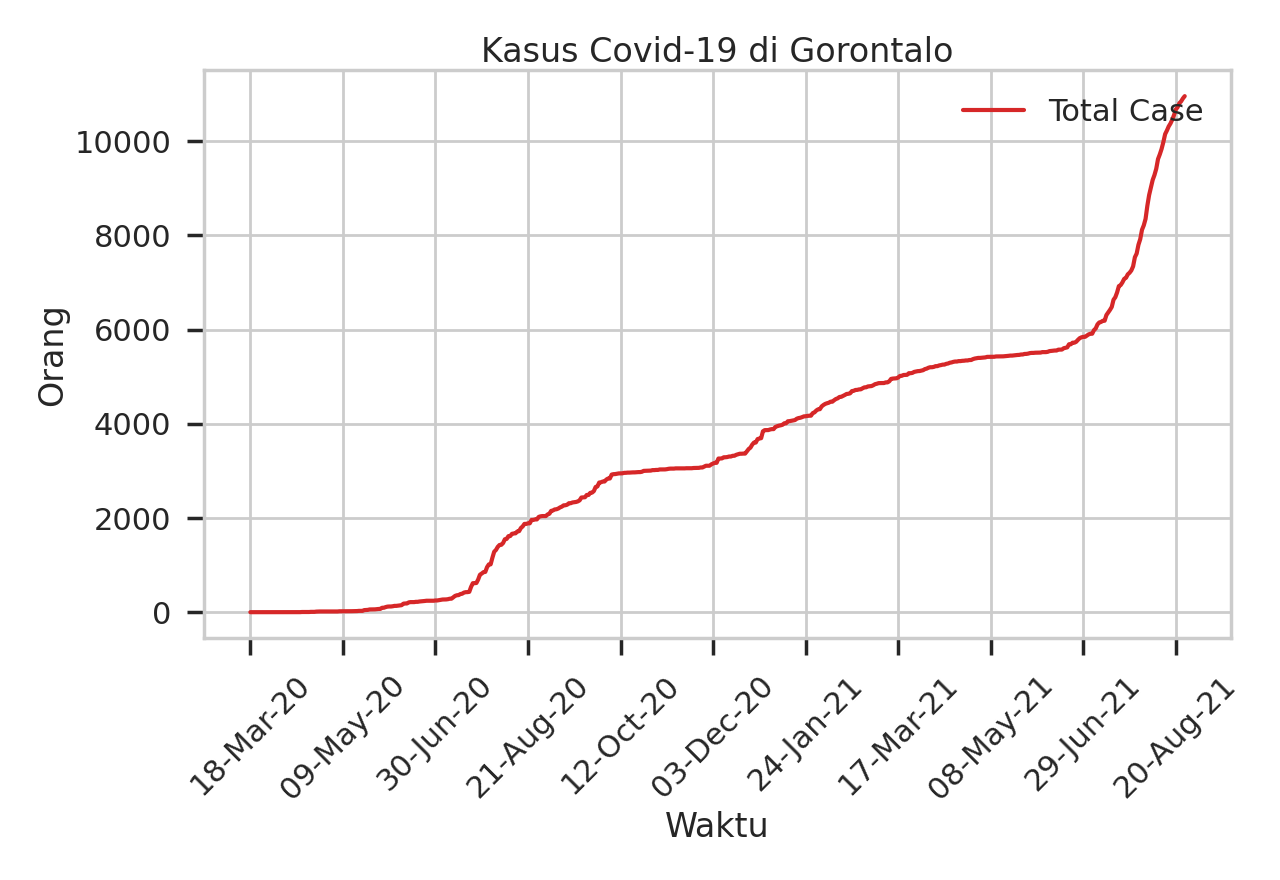 Kasus Covid-19 di Gorontalo
Total Case
Orang
10000
8000
6000
4000
2000
0
18-Mar-20
09-May-20
30-Jun-20
21-Aug-20
12-Oct-20
03-Dec-20
24-Jan-21
17-Mar-21
08-May-21
29-Jun-21
20-Aug-21
Waktu